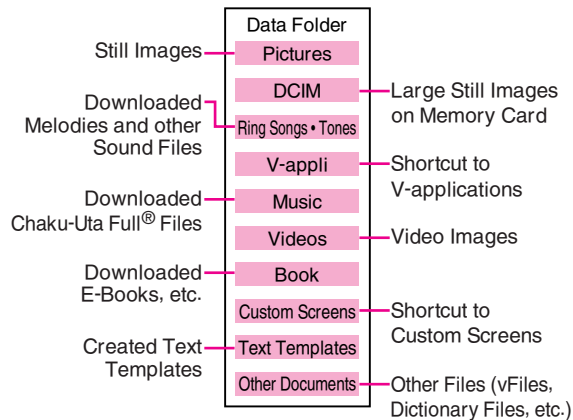 Data Folder
Still Images
Pictures
DCIM
Large Still Images
on Memory Card
Downloaded
Melodies and other
Sound Files
Ring Songs • Tones
V-appli
Shortcut to
V-applications
Downloaded
Chaku-Uta Full® Files
Music
Videos
Video Images
Downloaded
E-Books, etc.
Book
Custom Screens
Shortcut to
Custom Screens
Created Text
Templates
Text Templates
Other Documents
Other Files (vFiles,
Dictionary Files, etc.)